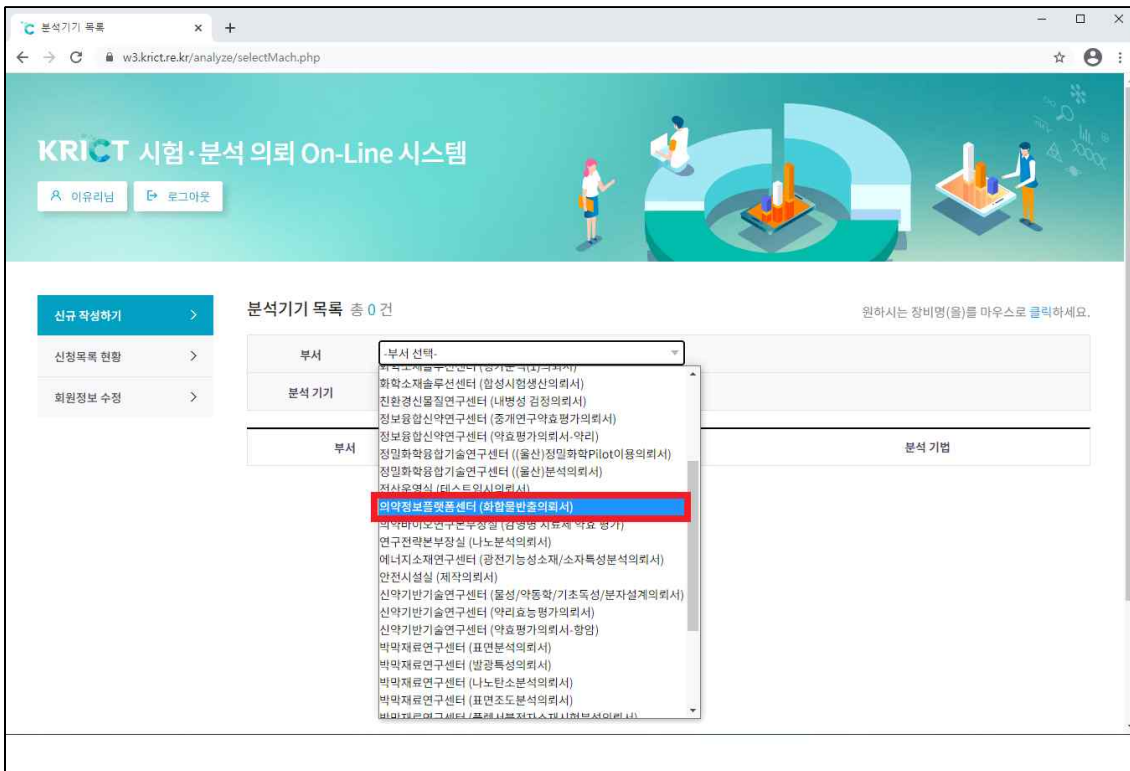 분석기기 목록
w3.krict.re.kr/analyze/selectMach.php
KRICT 시험·분석 의뢰 On-Line 시스템
이유리님
로그아웃
신규 작성하기
신청목록 현황
회원정보 수정
분석기기 목록 총 0 건
원하시는 장비명(을)를 마우스로 클릭하세요.
부서
-부서 선택-
분석 기기
화학소재솔루션센터 (합성시험생산의뢰서)
친환경신물질연구센터 (내병성 검정의뢰서)
정보융합신약연구센터 (중개연구약효평가의뢰서)
정보융합신약연구센터 (약효평가의뢰서-약리)
정밀화학융합기술연구센터 ((울산)정밀화학Pilot이용의뢰서)
정밀화학융합기술연구센터 ((울산)분석의뢰서)
전산운영실 (테스트임시의뢰서)
의약정보플랫폼센터 (화합물반출의뢰서)
의약바이오연구본부장실 (감염병 치료제 약효 평가)
연구전략본부장실 (나노분석의뢰서)
에너지소재연구센터 (광전기능성소재/소자특성분석의뢰서)
안전시설실 (제작의뢰서)
신약기반기술연구센터 (물성/약동학/기초독성/분자설계의뢰서)
신약기반기술연구센터 (약리효능평가의뢰서)
신약기반기술연구센터 (약효평가의뢰서-항암)
박막재료연구센터 (표면분석의뢰서)
박막재료연구센터 (발광특성의뢰서)
박막재료연구센터 (나노탄소분석의뢰서)
박막재료연구센터 (표면조도분석의뢰서)
부서
분석 기법